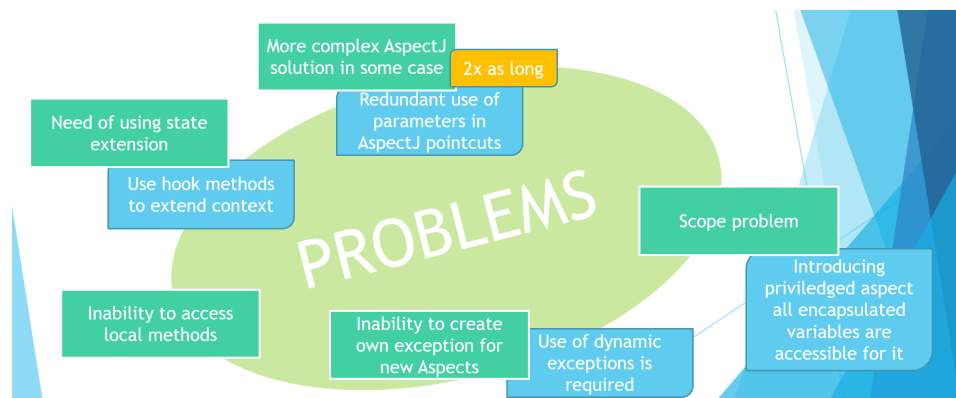 More complex AspectJ
solution in some case
2x as long
Redundant use of
parameters in
AspectJ pointcuts
Need of using state
extension
Use hook methods
to extend context
PROBLEMS
Scope problem
Introducing
priviledged aspect
all encapsulated
variables are
accessible for it
Inability to access
local methods
Inability to create
own exception for
new Aspects
Use of dynamic
exceptions is
required